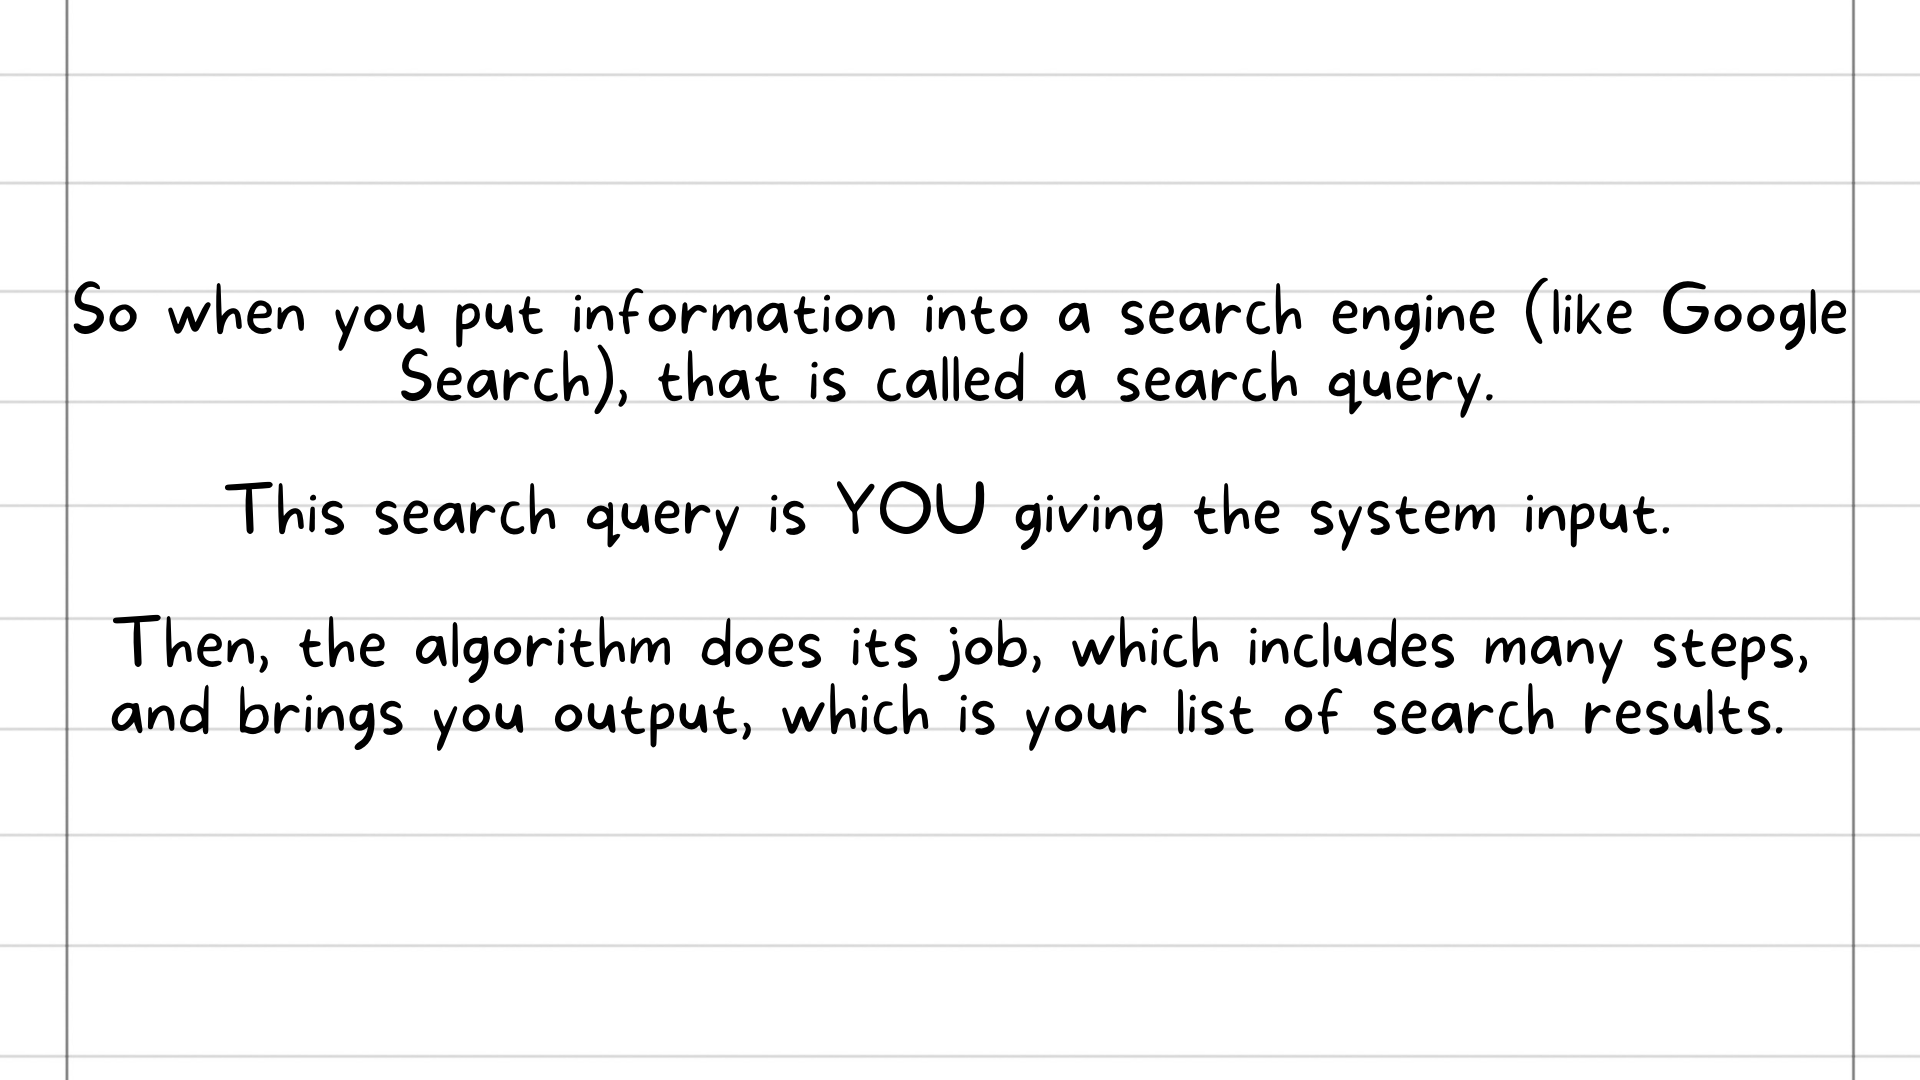 So when you put information into a search engine (like Google
Search), that is called a search query.
This search query is YOU giving the system input.
Then, the algorithm does its job, which includes many steps,
and brings you output, which is your list of search results.